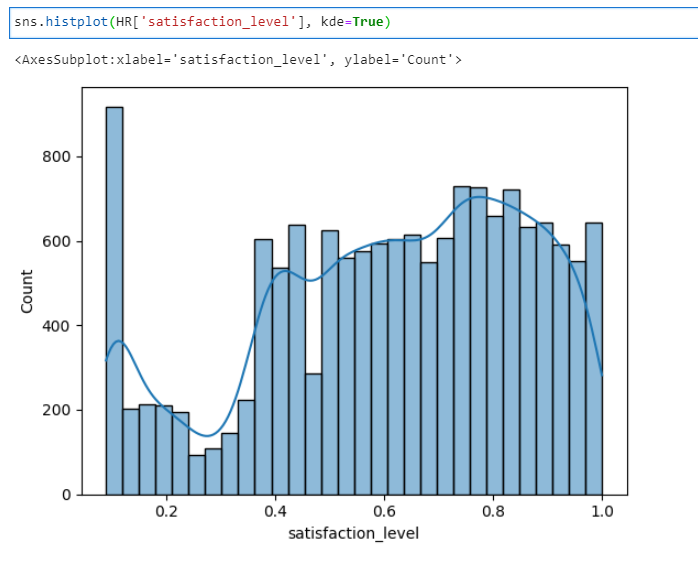 sns.histplot(HR['satisfaction_level'], kde=True)
<AxesSubplot:xlabel='satisfaction_level', ylabel='Count'>
800
600
400
200
0
Count
0.2 0.4 0.6 0.8 1.0
satisfaction_level